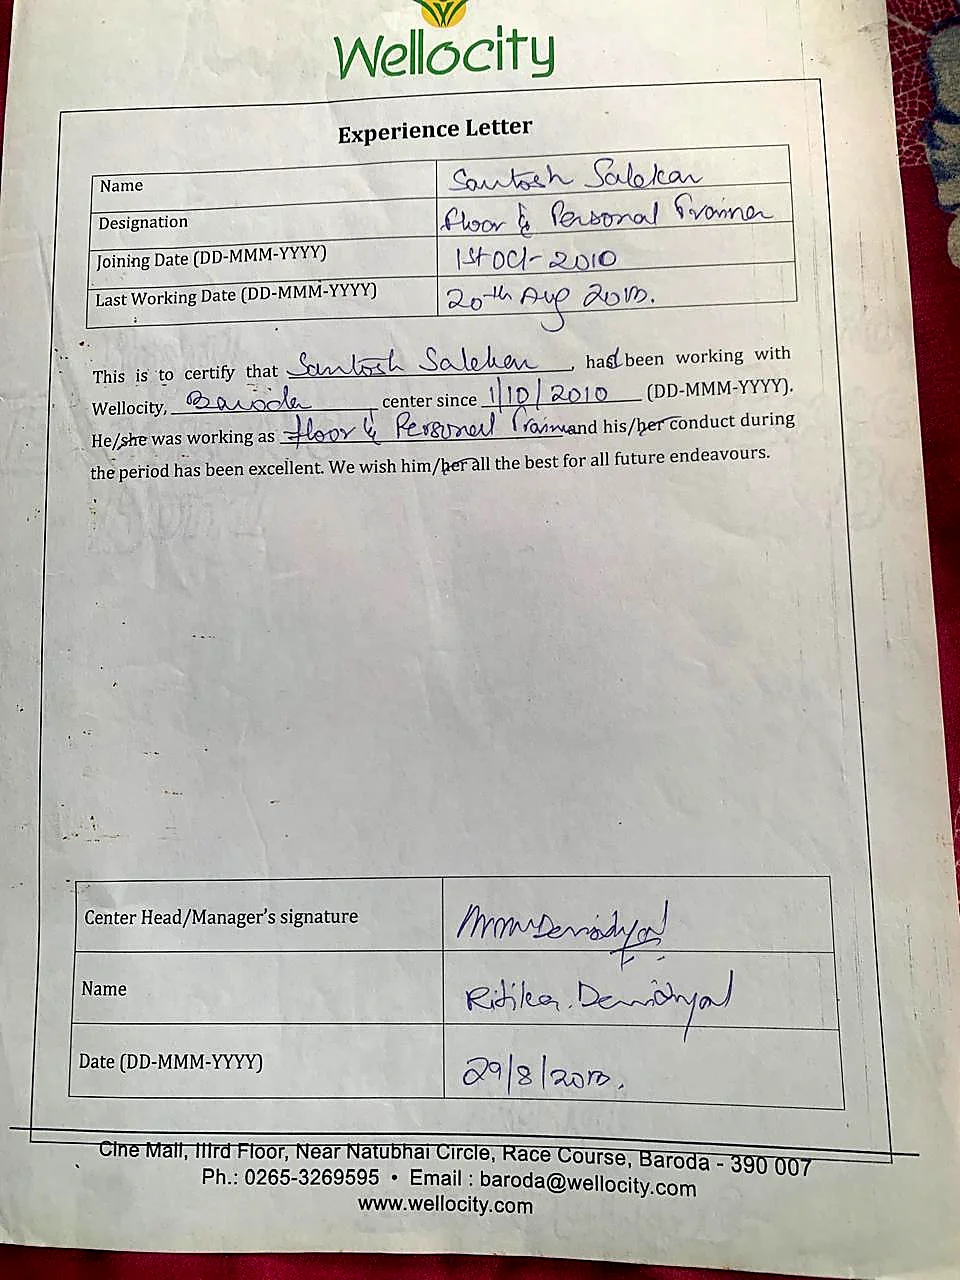 Wellocity
Experience Letter
Name Santosh Salekar
Designation Floor & Personal Trainer
Joining Date (DD-MMM-YYYY) 1st Oct- 2010
Last Working Date (DD-MMM-YYYY) 20th Aug 2013.
This is to certify that Santosh Salekar, had been working with
Wellocity, Baroda center since 1/10/2010 (DD-MMM-YYYY).
He/she was working as Floor & Personal Trainer and his/her conduct during
the period has been excellent. We wish him/her all the best for all future endeavours.
Center Head/Manager's signature
Name Ritika
Date (DD-MMM-YYYY) 29/8/2013.
Cine Mall, IIIrd Floor, Near Natubhai Circle, Race Course, Baroda - 390 007
Ph.: 0265-3269595 • Email : baroda@wellocity.com
www.wellocity.com